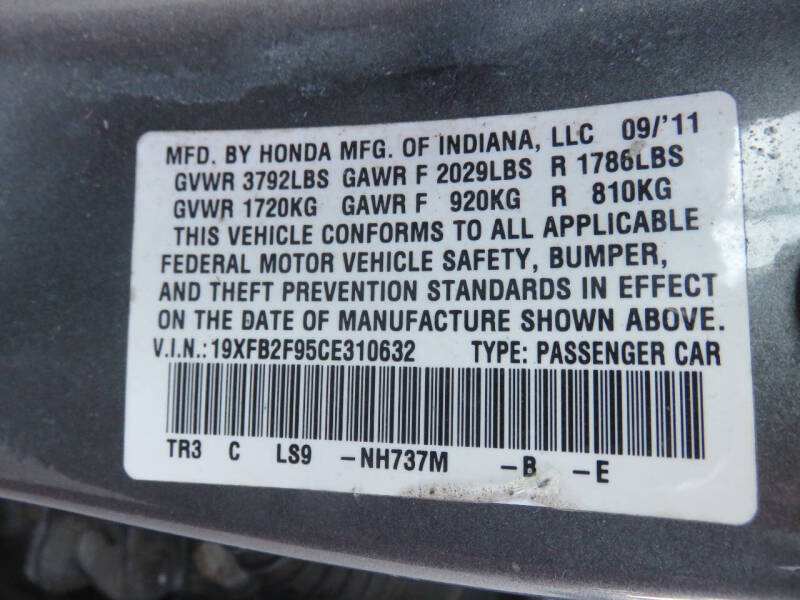 MFD. BY HONDA MFG. OF INDIANA, LLC 09/'11
GVWR 3792LBS GAWR F 2029LBS R 1786LBS
GVWR 1720KG GAWR F 920KG R 810KG
THIS VEHICLE CONFORMS TO ALL APPLICABLE
FEDERAL MOTOR VEHICLE SAFETY, BUMPER,
AND THEFT PREVENTION STANDARDS IN EFFECT
ON THE DATE OF MANUFACTURE SHOWN ABOVE.
V.I.N.:19XFB2F95CE310632 TYPE: PASSENGER CAR
TR3 C LS9 -NH737M -B -E